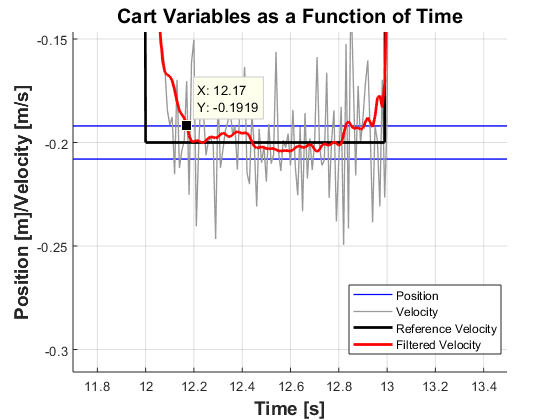 Cart Variables as a Function of Time
Position [m]/Velocity [m/s]
-0.15
-0.2
-0.25
-0.3
X: 12.17
Y: -0.1919
Position
Velocity
Reference Velocity
Filtered Velocity
11.8 12 12.2 12.4 12.6 12.8 13 13.2 13.4
Time [s]